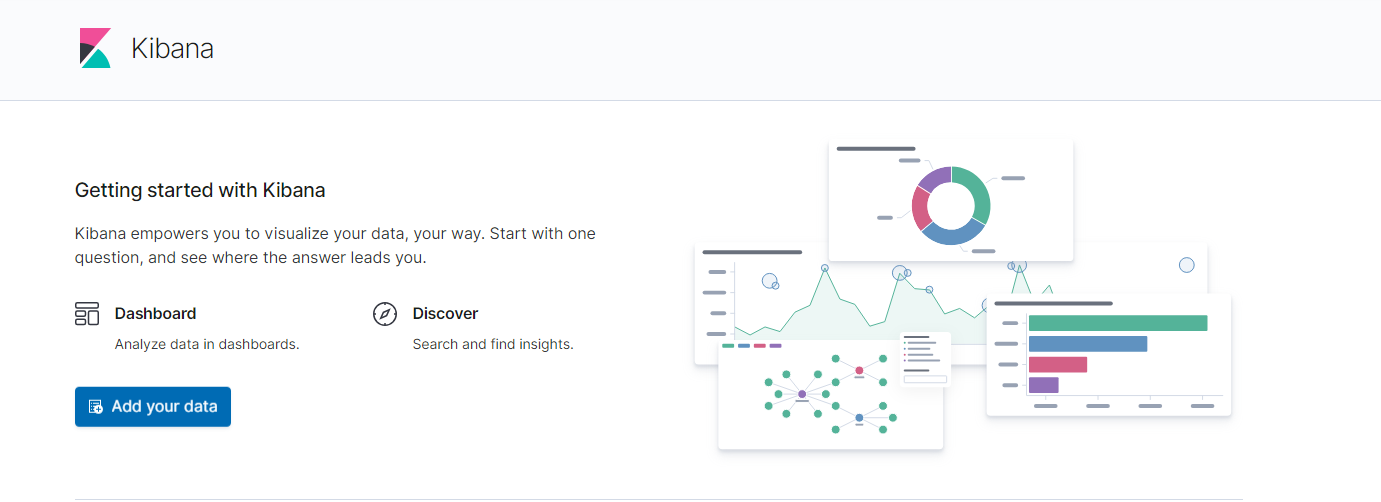 Kibana
Getting started with Kibana
Kibana empowers you to visualize your data, your way. Start with one
question, and see where the answer leads you.
Dashboard
Analyze data in dashboards.
Discover
Search and find insights.
Add your data